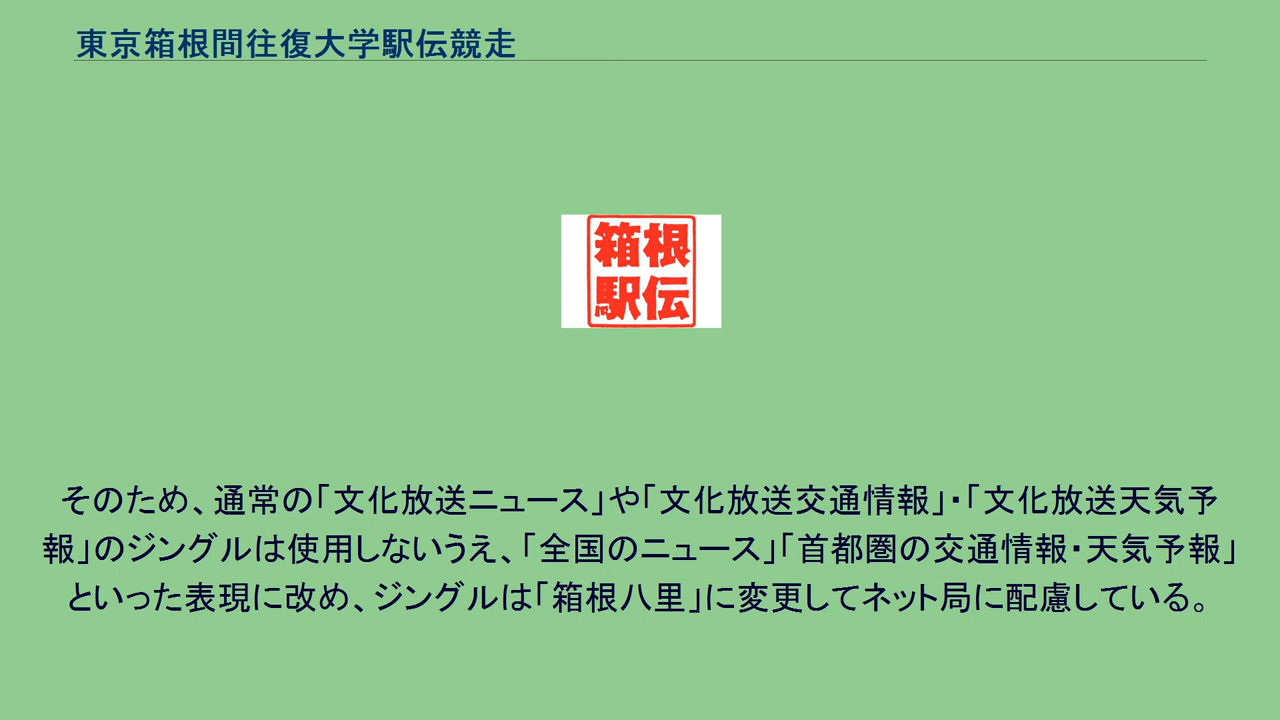 東京箱根間往復大学駅伝競走
箱根
駅伝
そのため、通常の「文化放送ニュース」や「文化放送交通情報」・「文化放送天気予
報」のジングルは使用しないうえ、「全国のニュース」「首都圏の交通情報・天気予報」
といった表現に改め、ジングルは「箱根八里」に変更してネット局に配慮している。